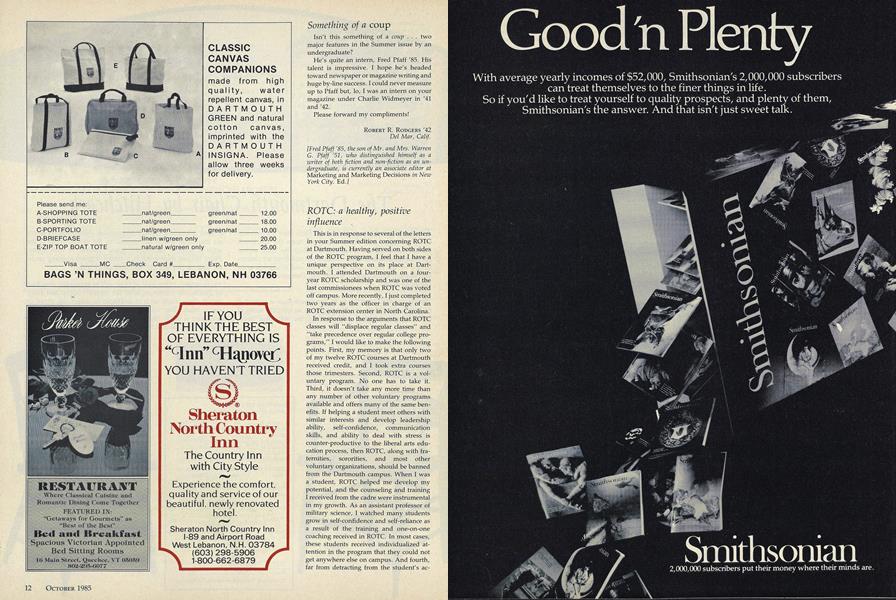 CLASSIC
CANVAS
COMPANIONS
made from high
quality, water
repellent canvas, in
DARTMOUTH
GREEN and natural
cotton canvas,
imprinted with the
DARTMOUTH
INSIGNA. Please
allow three weeks
for delivery.
E
D
B
C
A
Please send me:
A-SHOPPING TOTE ____nat/green____ green/nat ____ 12.00
B-SPORTING TOTE ____nat/green____ green/nat ____ 18.00
C-PORTFOLIO ____nat/green____ green/nat ____ 10.00
D-BRIEFCASE ____linen w/green only ____ 20.00
E-ZIP TOP BOAT TOTE ____natural w/green only ____ 25.00
____Visa ____MC ____Check Card #________ Exp. Date________
BAGS 'N THINGS, BOX 349, LEBANON, NH 03766
Parker House
RESTAURANT
Where Classical Cuisine and
Romantic Dining Come Together
FEATURED IN:
"Getaways for Gourmets" as
"Best of the Best"
Bed and Breakfast
Spacious Victorian Appointed
Bed Sitting Rooms
16 Main Street, Quechee, VT 05059
802-295-6077
IF YOU
THINK THE BEST
OF EVERYTHING IS
"Inn" Hanover,
YOU HAVEN'T TRIED
S
Sheraton
North Country
Inn
The Country Inn
with City Style
~
Experience the comfort,
quality and service of our
beautiful, newly renovated
hotel.
~
Sheraton North Country Inn
I-89 and Airport Road
West Lebanon, N.H. 03784
(603) 298-5906
1-800-662-6879
12 OCTOBER 1985
Something of a coup
Isn't this something of a coup . . . two
major features in the Summer issue by an
undergraduate?
He's quite an intern, Fred Pfaff '85. His
talent is impressive. I hope he's headed
toward newspaper or magazine writing and
huge by-line success. I could never measure
up to Pfaff but, lo, I was an intern on your
magazine under Charlie Widmeyer in '41
and '42.
Please forward my compliments!
ROBERT R. RODGERS '42
Del Mar, Calif.
[Fred Pfaff '85, the son of Mr. and Mrs. Warren
G. Pfaff '51, who distinguished himself as a
writer of both fiction and non-fiction as an un-
dergraduate, is currently an associate editor at
Marketing and Marketing Decisions in New
York City. Ed.]
ROTC: a healthy, positive
influence
This is in response to several of the letters
in your Summer edition concerning ROTC
at Dartmouth. Having served on both sides
of the ROTC program, I feel that I have a
unique perspective on its place at Dart-
mouth. I attended Dartmouth on a four-
year ROTC scholarship and was one of the
last commissionees when ROTC was voted
off campus. More recently, I just completed
two years as the officer in charge of an
ROTC extension center in North Carolina.
In response to the arguments that ROTC
classes will "displace regular classes" and
"take precedence over regular college pro-
grams," I would like to make the following
points. First, my memory is that only two
of my twelve ROTC courses at Dartmouth
received credit, and I took extra courses
those trimesters. Second, ROTC is a vol-
untary program. No one has to take it.
Third, it doesn't take any more time than
any number of other voluntary programs
available and offers many of the same ben-
efits. If helping a student meet others with
similar interests and develop leadership
ability, self-confidence, communication
skills, and ability to deal with stress is
counter-productive to the liberal arts edu-
cation process, then ROTC, along with fra-
ternities, sororities, and most other
voluntary organizations, should be banned
from the Dartmouth campus. When I was
a student, ROTC helped me develop my
potential, and the counseling and training
I received from the cadre were instrumental
in my growth. As an assistant professor of
military science, I watched many students
grow in self-confidence and self-reliance as
a result of the training and one-on-one
coaching received in ROTC. In most cases,
these students received individualized at-
tention in the program that they could not
get anywhere else on campus. And fourth,
far from detracting from the student's ac-
Good'n Plenty
With average yearly incomes of $52,000, Smithsonian's 2,000,000 subscribers
can treat themselves to the finer things in life.
So if you'd like to treat yourself to quality prospects, and plenty of them,
Smithsonian's the answer. And that isn't just sweet talk.
Smithsonian
Smithsonian
Smithsonian
Smithsonian
Smithsonian
2,000,000 subscribers put their money where their minds are.